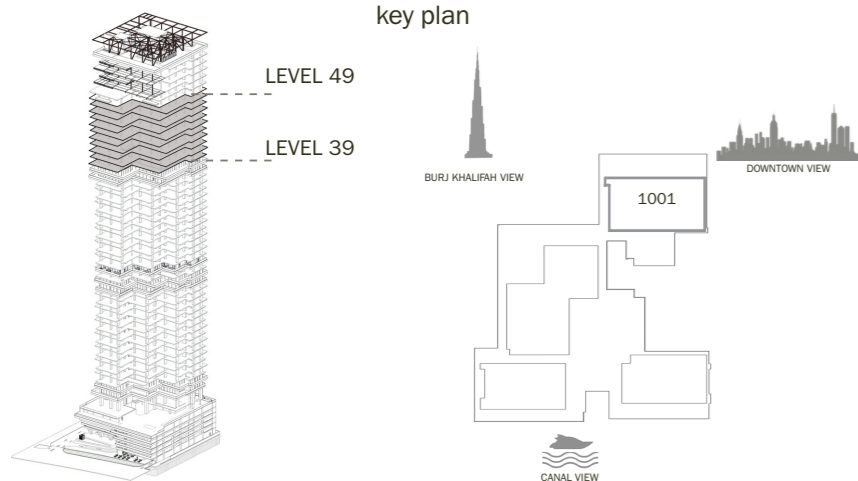 key plan
LEVEL 49
LEVEL 39
BURJ KHALIFAH VIEW
DOWNTOWN VIEW
1001
CANAL VIEW